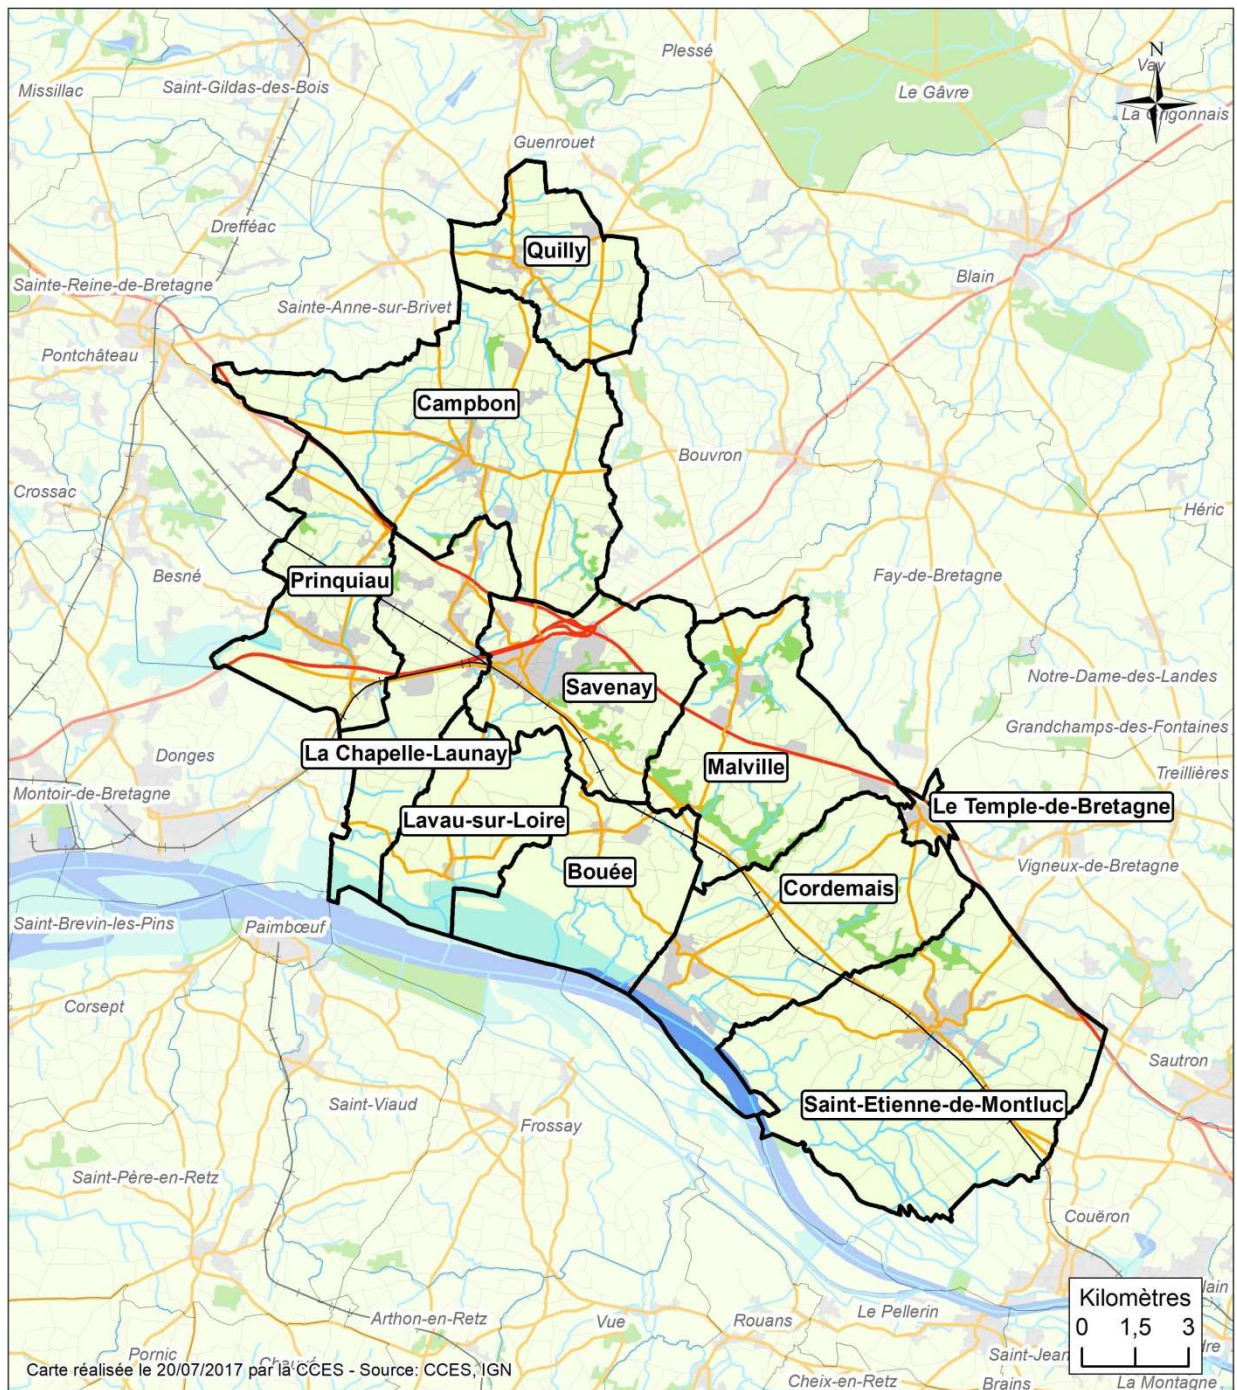 Plessé
N
Vay
Missillac
Saint-Gildas-des-Bois
Le Gâvre
La Grigonnais
Guenrouet
Drefféac
Quilly
Blain
Sainte-Reine-de-Bretagne
Sainte-Anne-sur-Brivet
Pontchâteau
Campbon
Bouvron
Crossac
Héric
Besné
Prinquiau
Fay-de-Bretagne
Savenay
Notre-Dame-des-Landes
Grandchamps-des-Fontaines
Donges
La Chapelle-Launay
Malville
Treillières
Montoir-de-Bretagne
Le Temple-de-Bretagne
Lavau-sur-Loire
Bouée
Vigneux-de-Bretagne
Cordemais
Saint-Brevin-les-Pins
Paimbœuf
Corsept
Sautron
Saint-Viaud
Saint-Etienne-de-Montluc
Frossay
Saint-Père-en-Retz
Couëron
Kilomètres
0 1,5 3
Le Pellerin
Arthon-en-Retz
Vue
Rouans
Pornic
Saint-Jean
Carte réalisée le 20/07/2017 par la CCES - Source: CCES, IGN
Cheix-en-Retz
Brains
La Montagne